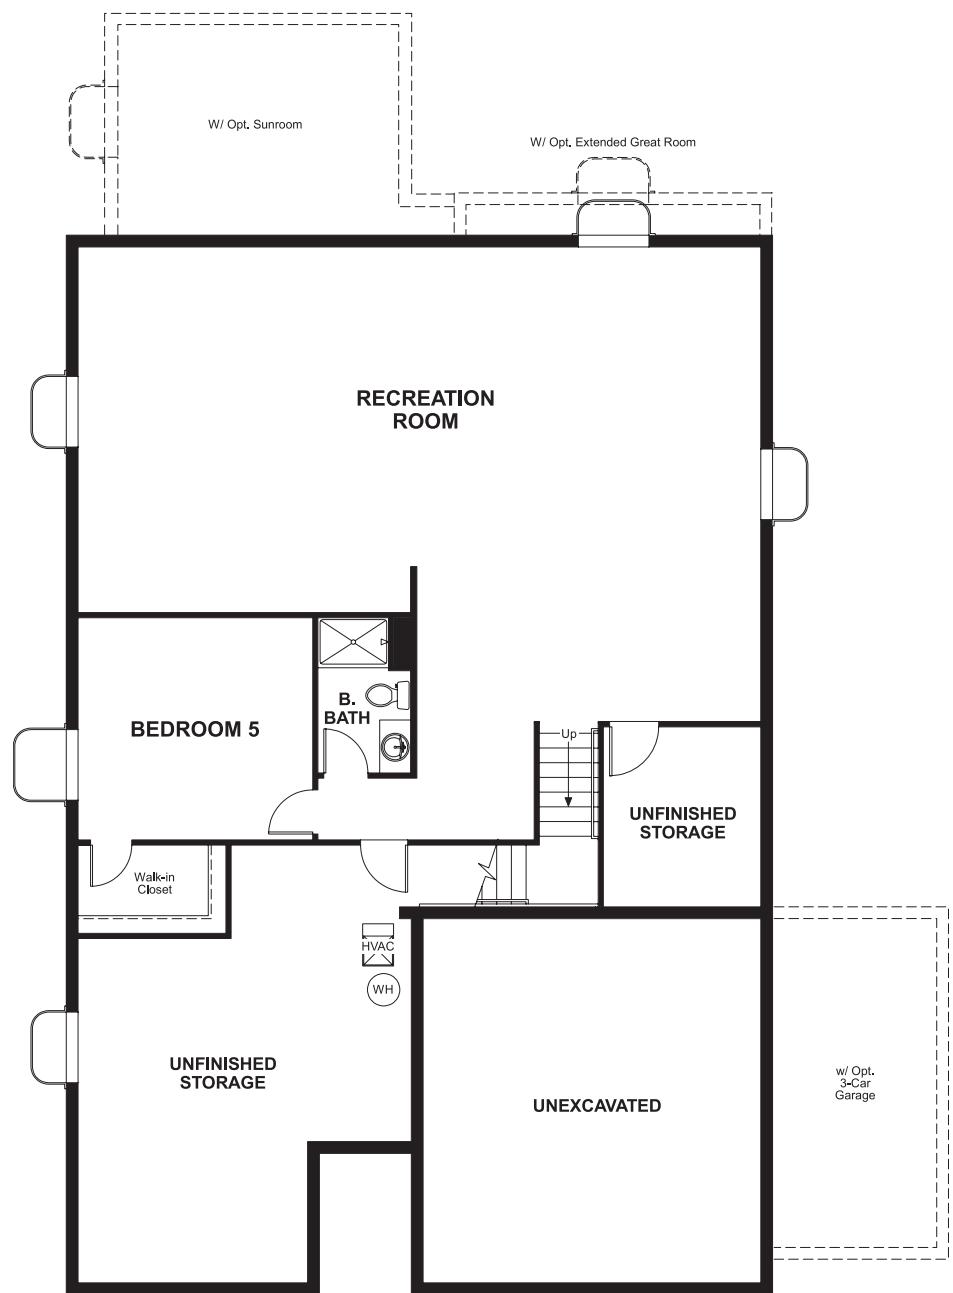 W/ Opt. Sunroom
W/ Opt. Extended Great Room
RECREATION
ROOM
B.
BATH
BEDROOM 5
Up
UNFINISHED
STORAGE
Walk-in
Closet
HVAC
WH
UNFINISHED
STORAGE
w/ Opt.
3-Car
Garage
UNEXCAVATED